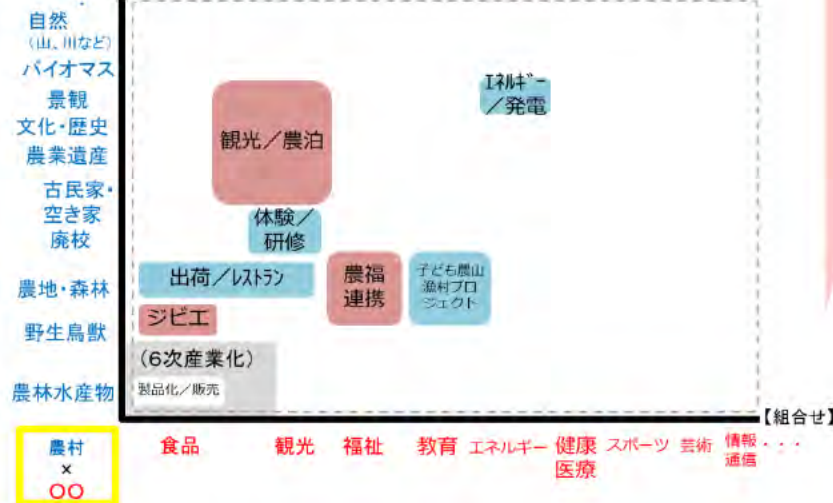 自然
(山、川など)
バイオマス
景観
文化・歴史
農業遺産
古民家・
空き家
廃校
農地・森林
野生鳥獣
農林水産物
エネルギー
／発電
観光／農泊
体験／
研修
出荷／レストラン
農福
連携
子ども農山
漁村プロ
ジェクト
ジビエ
(6次産業化)
製品化／販売
【組合せ】
農村
×
〇〇
食品
観光
福祉
教育
エネルギー
健康
医療
スポーツ
芸術
情報
通信
・・・